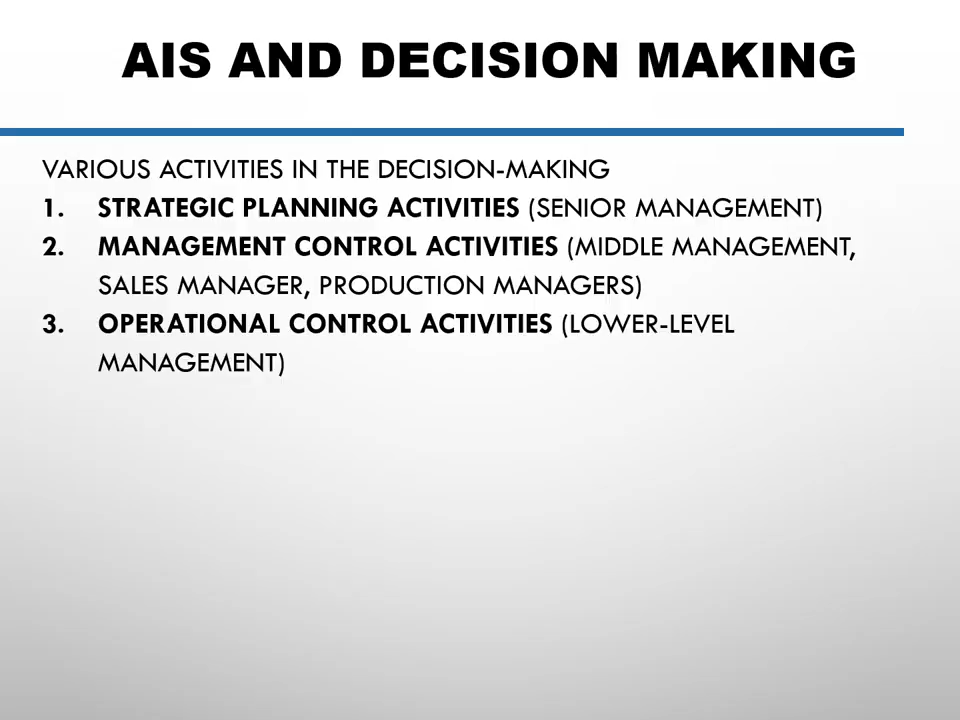 AIS AND DECISION MAKING
VARIOUS ACTIVITIES IN THE DECISION-MAKING
1. STRATEGIC PLANNING ACTIVITIES (SENIOR MANAGEMENT)
2. MANAGEMENT CONTROL ACTIVITIES (MIDDLE MANAGEMENT,
SALES MANAGER, PRODUCTION MANAGERS)
3. OPERATIONAL CONTROL ACTIVITIES (LOWER-LEVEL
MANAGEMENT)